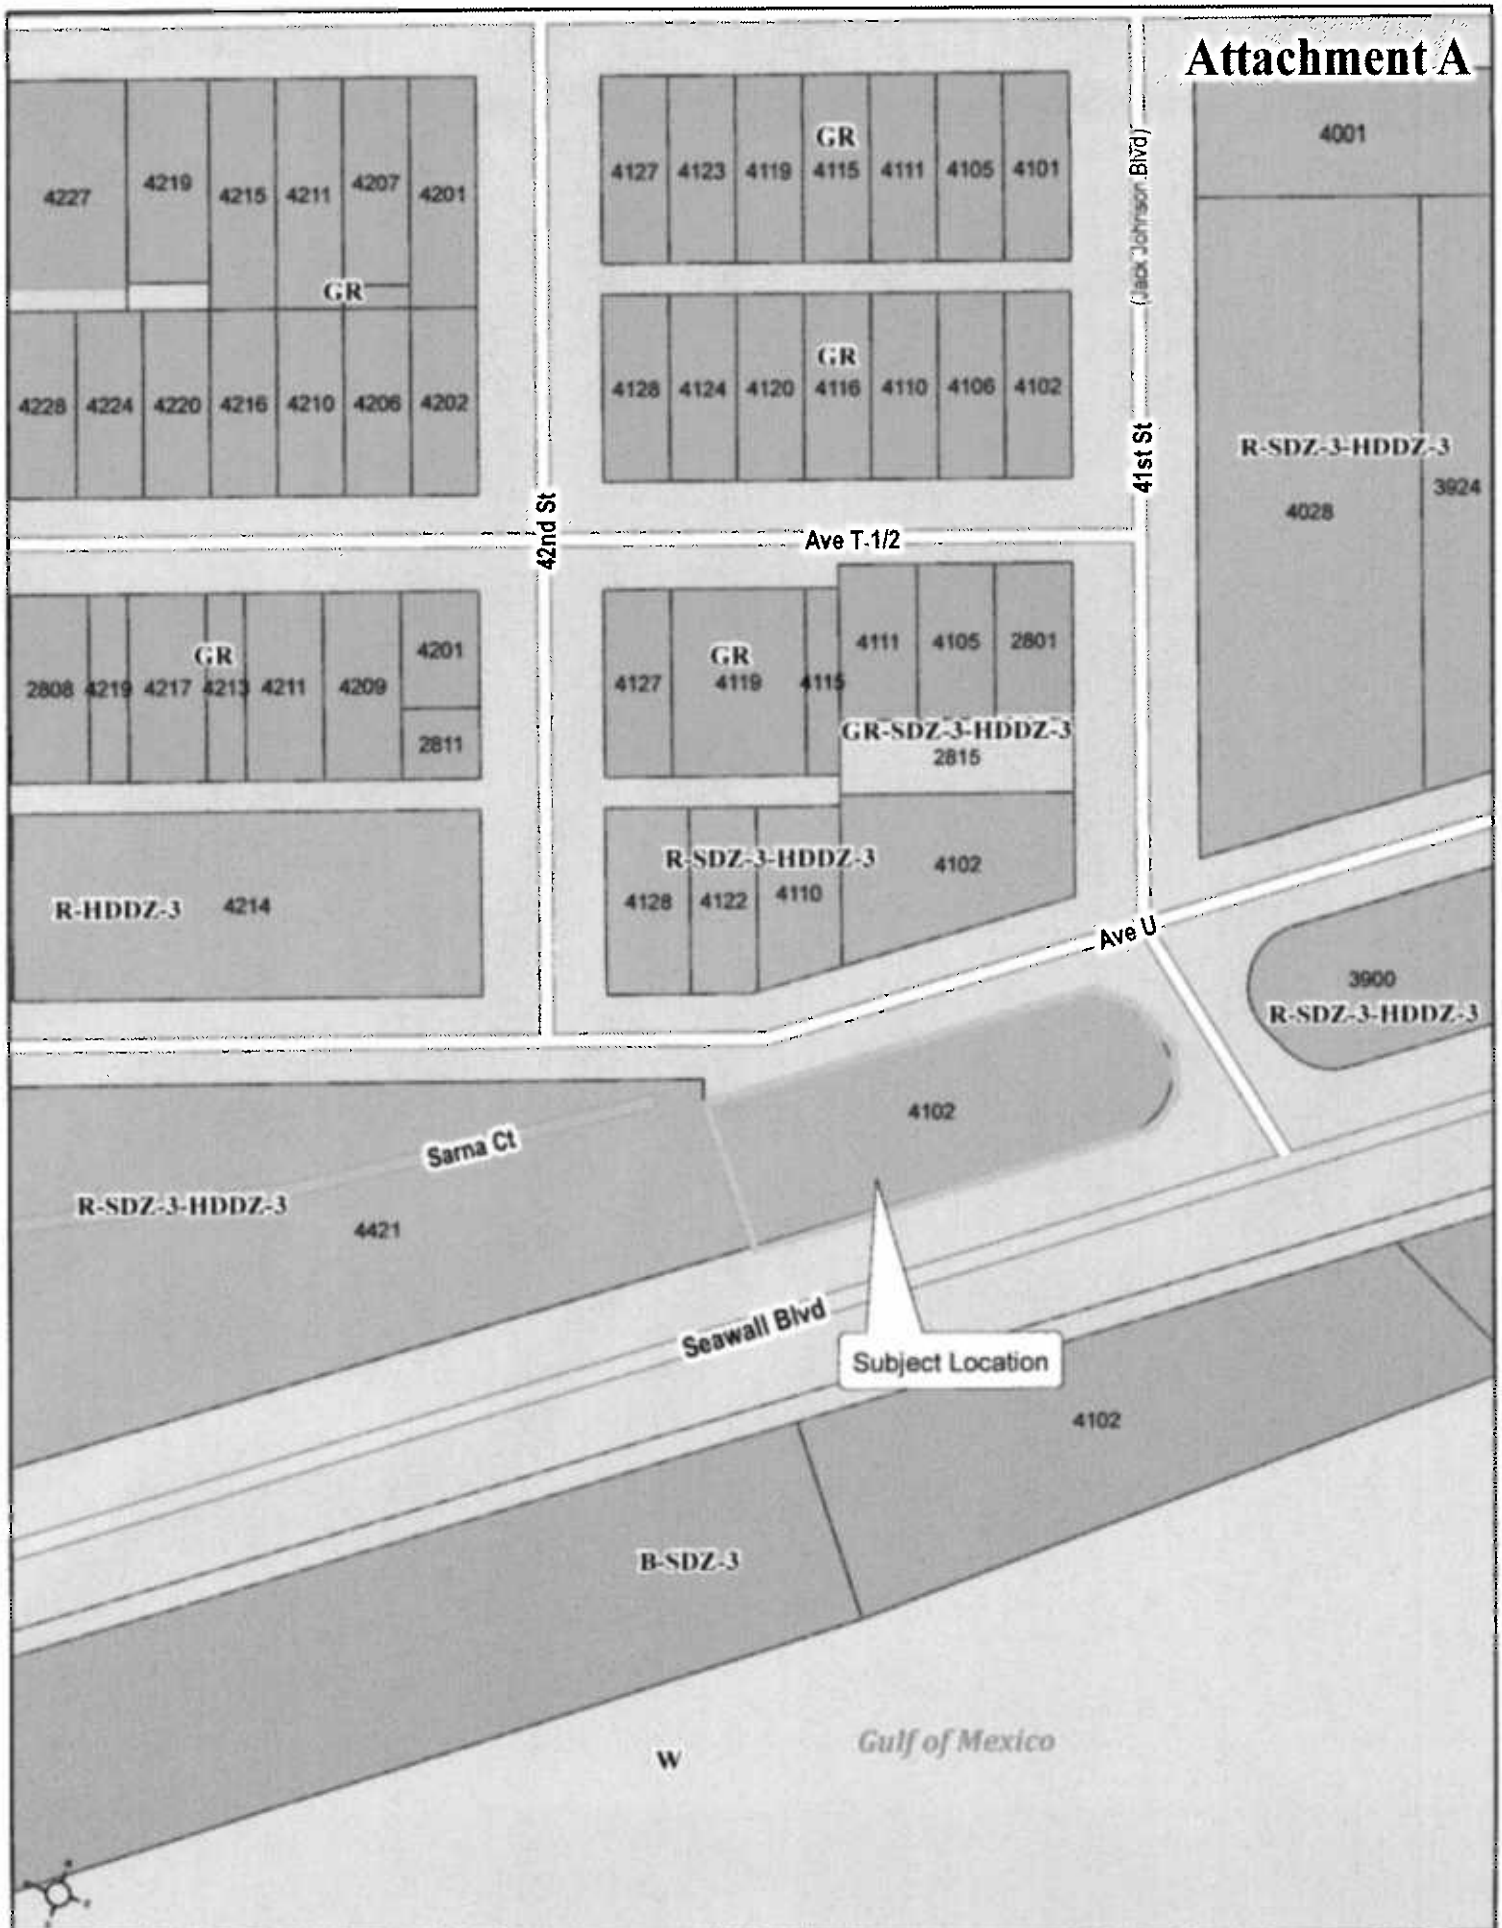 Attachment A
4227
4219
4215
4211
4207
4201
GR
4228
4224
4220
4216
4210
4206
4202
42nd St
GR
4127
4123
4119
4115
4111
4105
4101
GR
4128
4124
4120
4116
4110
4106
4102
(Jack Johnson Blvd)
41st St
4001
R-SDZ-3-HDDZ-3
4028
3924
Ave T-1/2
GR
2808
4219
4217
4213
4211
4209
4201
2811
GR
4127
4119
4115
4111
4105
2801
GR-SDZ-3-HDDZ-3
2815
R-SDZ-3-HDDZ-3
4128
4122
4110
4102
R-HDDZ-3
4214
Ave U
3900
R-SDZ-3-HDDZ-3
4102
Sarna Ct
R-SDZ-3-HDDZ-3
4421
Seawall Blvd
Subject Location
4102
B-SDZ-3
W
Gulf of Mexico